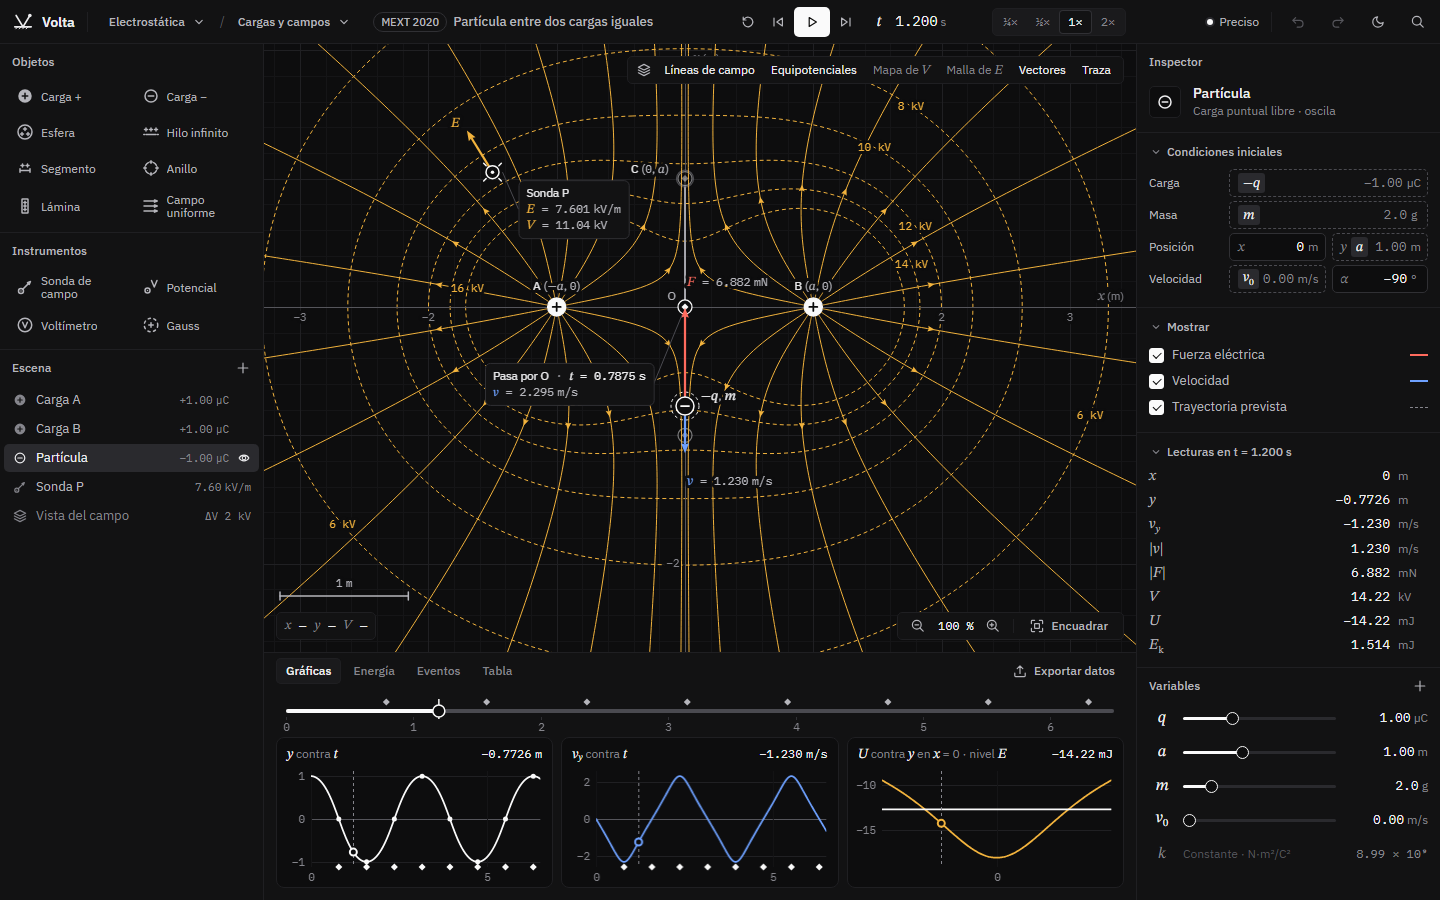 Volta
Electrostática
/
Cargas y campos
MEXT 2020
Partícula entre dos cargas iguales
t 1.200 s
¼×
½×
1×
2×
Preciso
Objetos
Carga +
Carga −
Esfera
Hilo infinito
Segmento
Anillo
Lámina
Campo uniforme
Instrumentos
Sonda de campo
Potencial
Voltímetro
Gauss
Escena
Carga A +1.00 µC
Carga B +1.00 µC
Partícula −1.00 µC
Sonda P 7.60 kV/m
Vista del campo ΔV 2 kV
Líneas de campo
Equipotenciales
Mapa de V
Malla de E
Vectores
Traza
8 kV
10 kV
E
C (0, a)
Sonda P
E = 7.601 kV/m
V = 11.04 kV
12 kV
14 kV
16 kV
A (−a, 0)
F = 6.882 mN
B (a, 0)
O
x (m)
−3
−2
2
3
Pasa por O · t = 0.7875 s
v = 2.295 m/s
−q, m
6 kV
v = 1.230 m/s
6 kV
−2
1 m
x — y — V —
100 %
Encuadrar
Gráficas
Energía
Eventos
Tabla
Exportar datos
0 1 2 3 4 5 6
y contra t −0.7726 m
1
0
−1
0 5
vy contra t −1.230 m/s
2
0
−2
0 5
U contra y en x = 0 · nivel E −14.22 mJ
−10
−15
0
Inspector
Partícula
Carga puntual libre · oscila
Condiciones iniciales
Carga −q −1.00 µC
Masa m 2.0 g
Posición x 0 m y a 1.00 m
Velocidad v0 0.00 m/s α −90 °
Mostrar
Fuerza eléctrica
Velocidad
Trayectoria prevista
Lecturas en t = 1.200 s
x 0 m
y −0.7726 m
vy −1.230 m/s
|v| 1.230 m/s
|F| 6.882 mN
V 14.22 kV
U −14.22 mJ
Ek 1.514 mJ
Variables
q 1.00 µC
a 1.00 m
m 2.0 g
v0 0.00 m/s
k Constante · N·m²/C² 8.99 × 10⁹